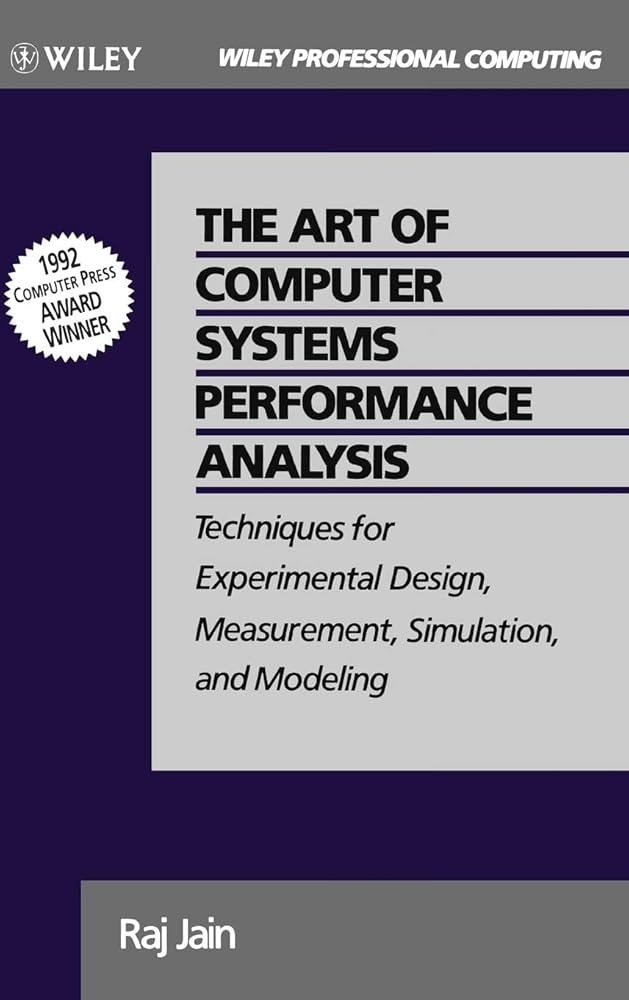 WILEY
WILEY PROFESSIONAL COMPUTING
1992
COMPUTER PRESS
AWARD
WINNER
THE ART OF
COMPUTER
SYSTEMS
PERFORMANCE
ANALYSIS
Techniques for
Experimental Design,
Measurement, Simulation,
and Modeling
Raj Jain